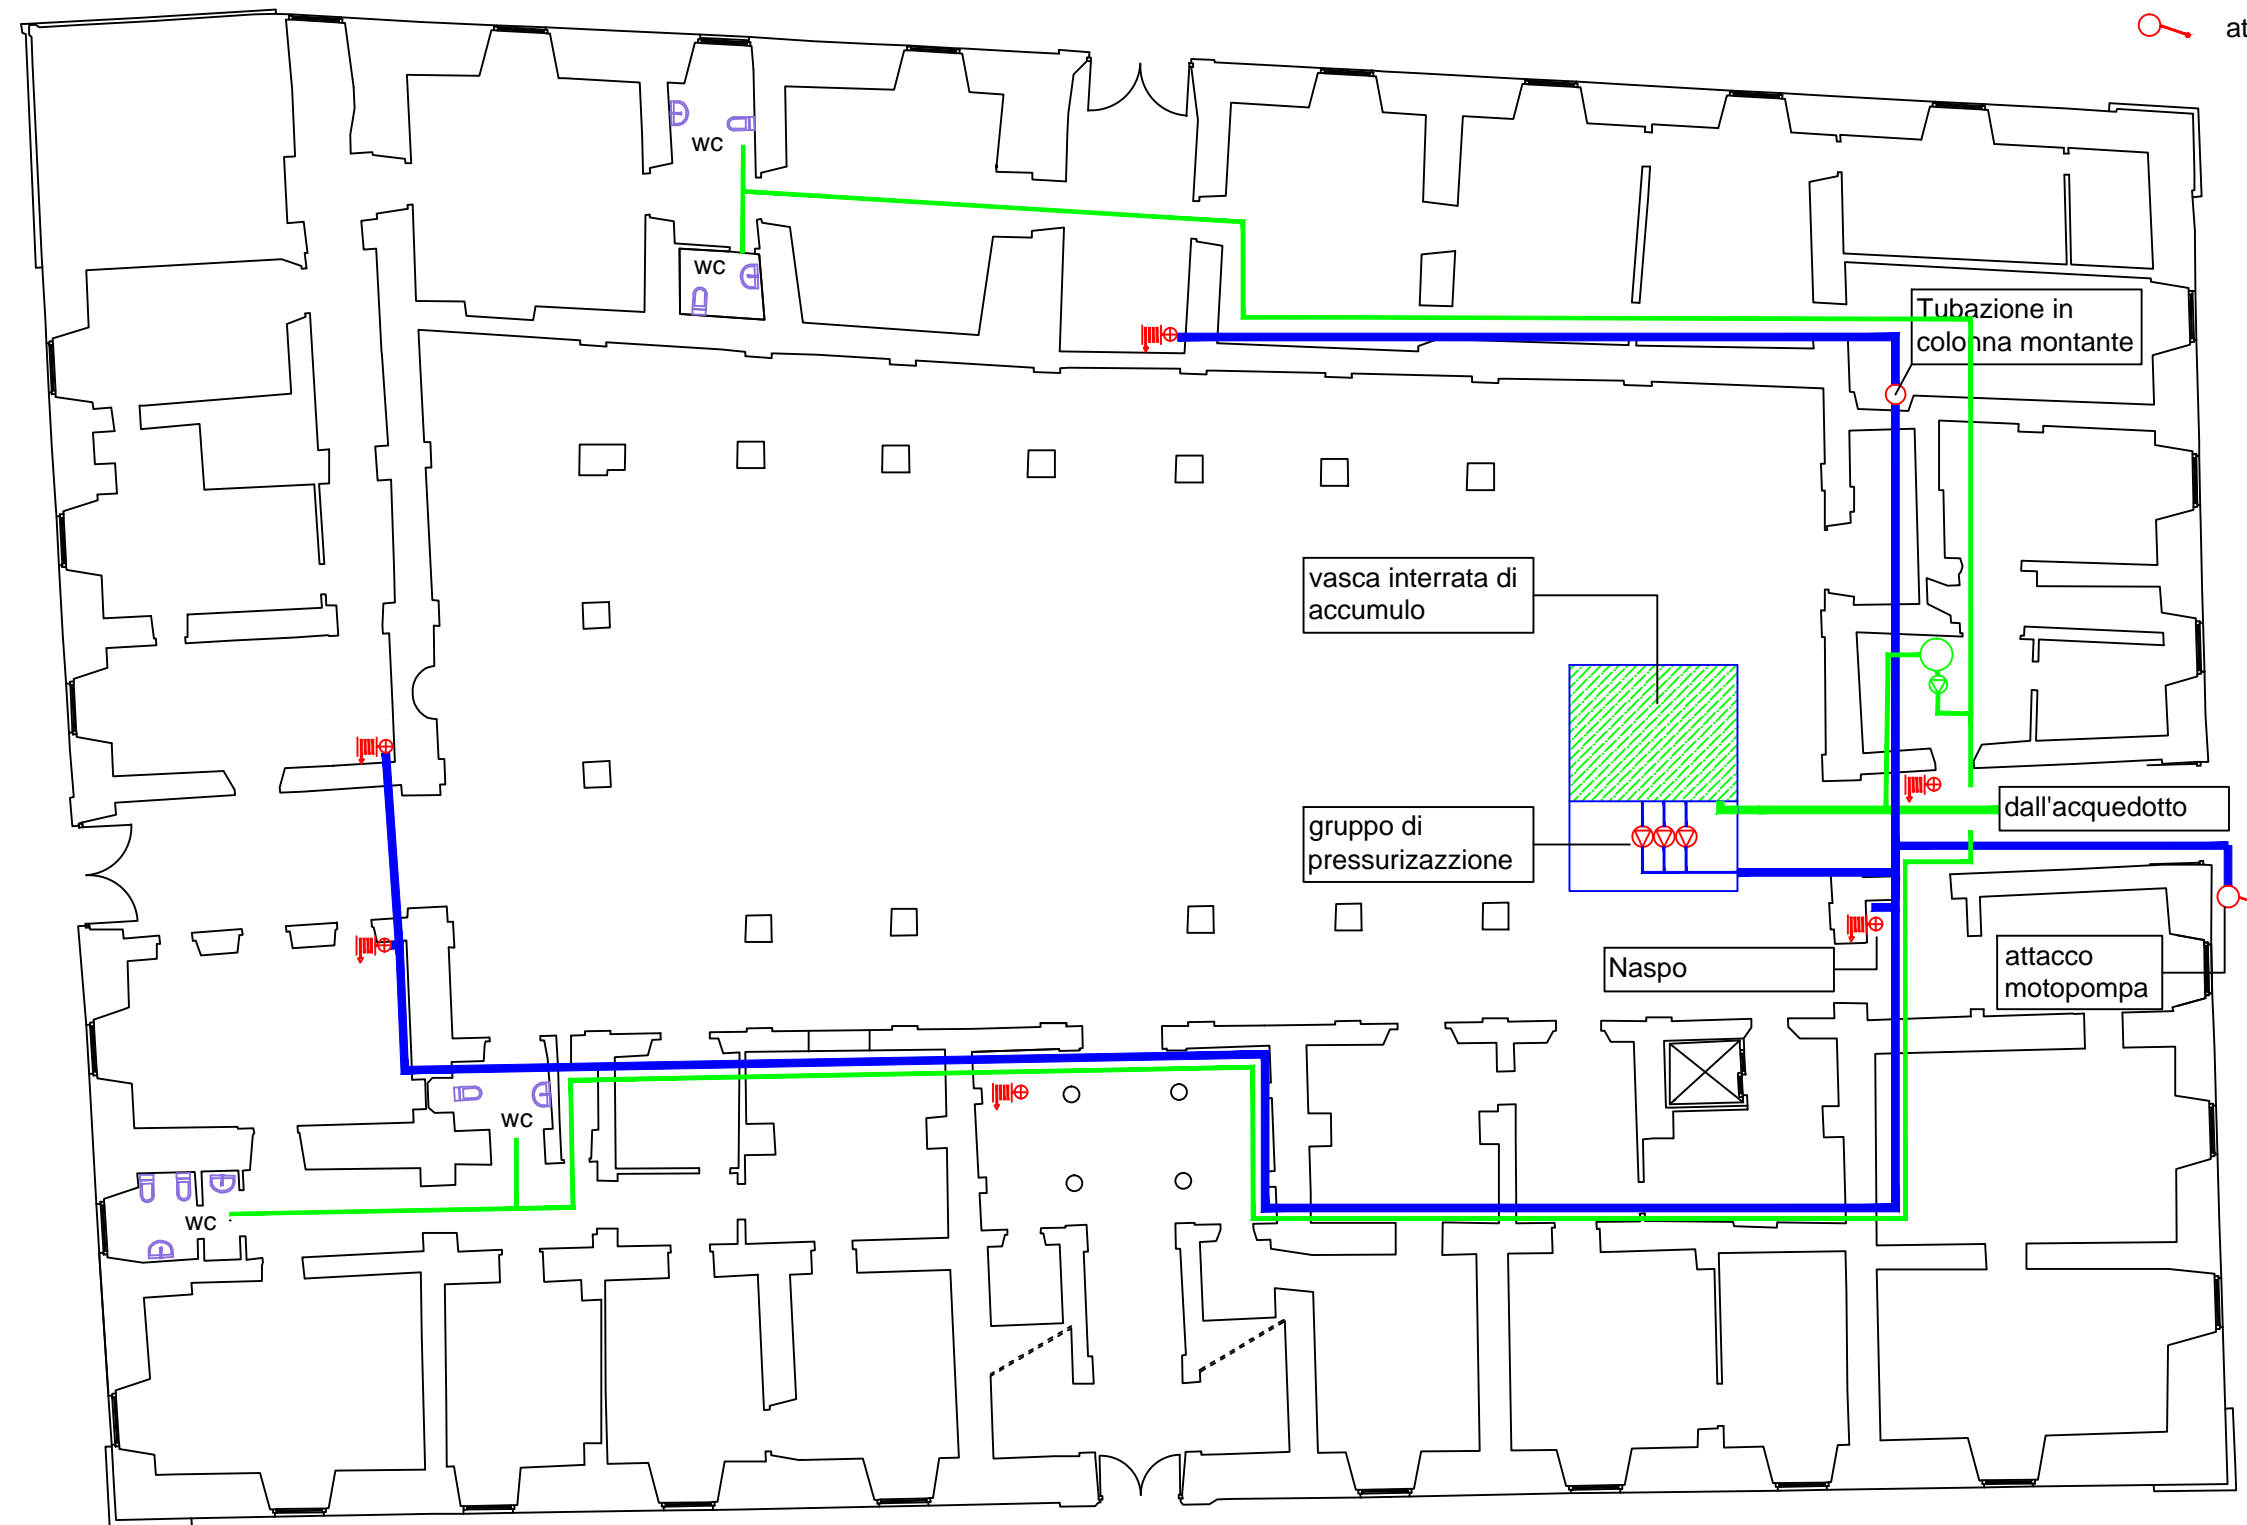 at
wc
wc
Tubazione in
colonna montante
vasca interrata di
accumulo
gruppo di
pressurizazzione
dall'acquedotto
Naspo
attacco
motopompa
wc
wc